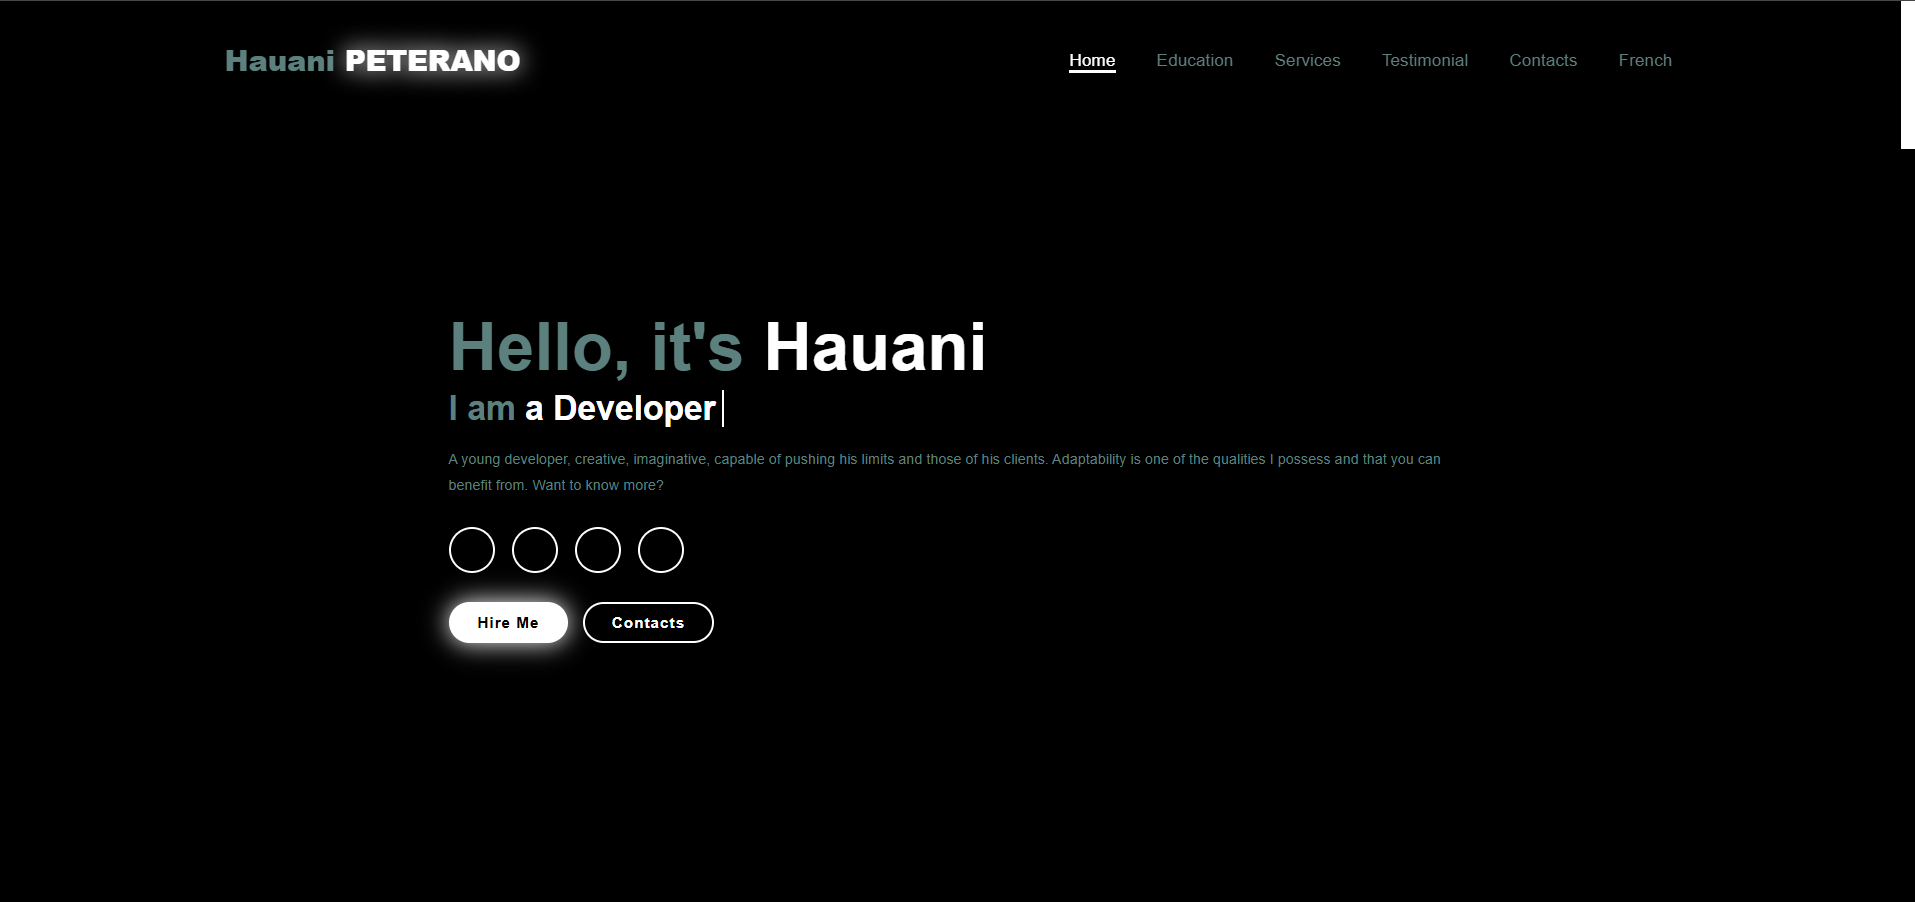 Hauani PETERANO
Home Education Services Testimonial Contacts French
Hello, it's Hauani
I am a Developer
A young developer, creative, imaginative, capable of pushing his limits and those of his clients. Adaptability is one of the qualities I possess and that you can
benefit from. Want to know more?
Hire Me Contacts